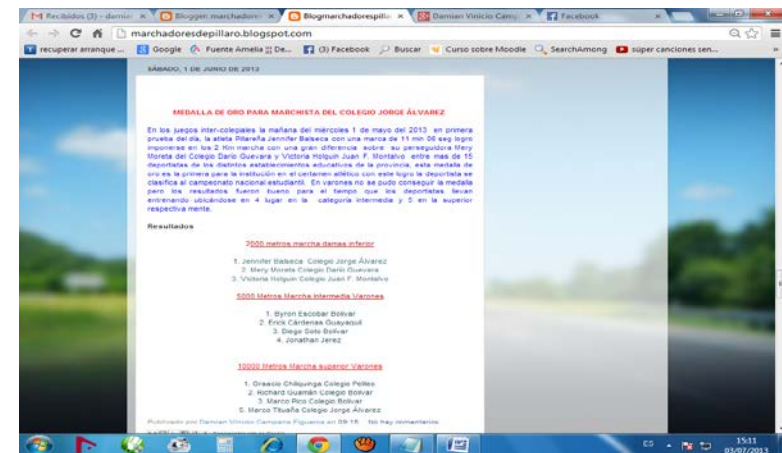 Recibidos (3) - damian
Blogger: marchadores
Blogmarchadorespilla
Damian Vinicio Camp
Facebook
marchadoresdepillaro.blogspot.com
recuperar arranque ... Google Fuente Amelia ||| De... (3) Facebook Buscar Curso sobre Moodle SearchAmong súper canciones sen...
SÁBADO, 1 DE JUNIO DE 2013
MEDALLA DE ORO PARA MARCHISTA DEL COLEGIO JORGE ÁLVAREZ
En los juegos inter-colegiales la mañana del miércoles 1 de mayo del 2013 en primera
prueba del día, la atleta Pillareña Jennifer Balseca con una marca de 11 min 06 seg logro
imponerse en los 2 Km marcha con una gran diferencia sobre su perseguidora Mery
Moreta del Colegio Darío Guevara y Victoria Holguin Juan F. Montalvo entre mas de 15
deportistas de los distintos establecimientos educativos de la provincia, esta medalla de
oro es la primera para la institución en el certamen atlético con este logro la deportista se
clasifica al campeonato nacional estudiantil. En varones no se pudo conseguir la medalla
pero los resultados fueron bueno para el tiempo que los deportistas llevan
entrenando ubicándose en 4 lugar en la categoría intermedia y 5 en la superior
respectiva mente.
Resultados
2000 metros marcha damas inferior
1. Jennifer Balseca Colegio Jorge Álvarez
2. Mery Moreta Colegio Darío Guevara
3. Victoria Holguin Colegio Juan F. Montalvo
5000 Metros Marcha Intermedia Varones
1. Byron Escobar Bolívar
2. Erick Cárdenas Guayaquil
3. Diego Soto Bolívar
4. Jonathan Jerez
10000 Metros Marcha superior Varones
1. Chiliquinga Colegio
2. Richard Guamán Colegio Bolívar
3. Marco Pico Colegio Bolívar
5. Marco Tituaña Colegio Jorge Álvarez
Publicado por Damian Vinicio Campaña Figueroa en 09:15 No hay comentarios:
ES
15:11
03/07/2013